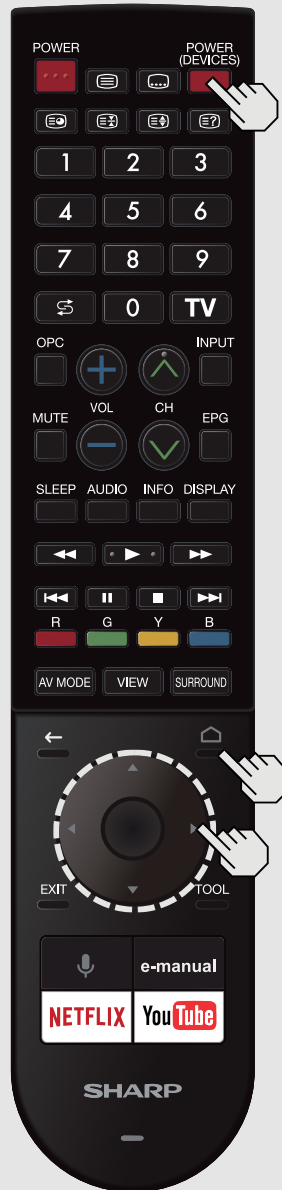 POWER POWER
(DEVICES)
1 2 3
4 5 6
7 8 9
0 TV
OPC INPUT
VOL CH
MUTE EPG
SLEEP AUDIO INFO DISPLAY
R G Y B
AV MODE VIEW SURROUND
EXIT TOOL
e-manual
NETFLIX YouTube
SHARP